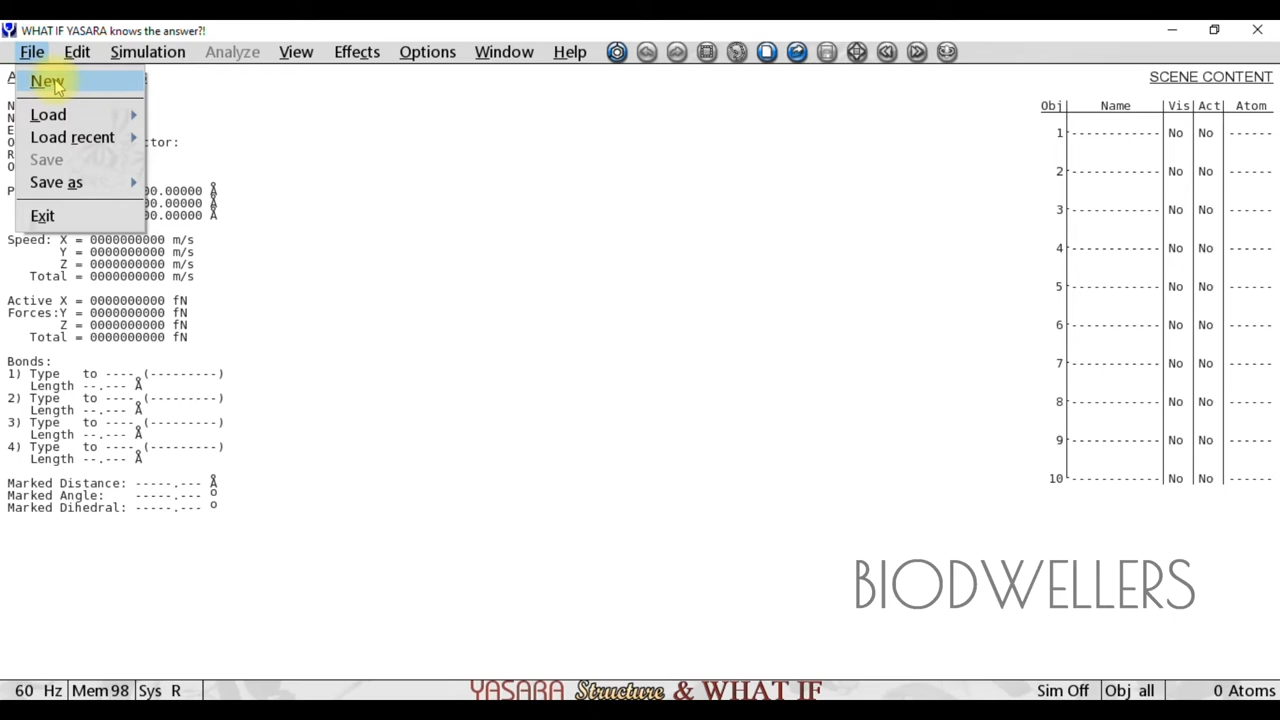 WHAT IF YASARA knows the answer?!
File Edit Simulation Analyze View Effects Options Window Help
New
Load
Load recent
Save
Save as
Exit
SCENE CONTENT
Obj Name Vis Act Atom
1 No No
2 No No
3 No No
4 No No
5 No No
6 No No
7 No No
8 No No
9 No No
10 No No
tor:
00.00000 Å
00.00000 Å
00.00000 Å
Speed: X = 0000000000 m/s
Y = 0000000000 m/s
Z = 0000000000 m/s
Total = 0000000000 m/s
Active X = 0000000000 fN
Forces:Y = 0000000000 fN
Z = 0000000000 fN
Total = 0000000000 fN
Bonds:
1) Type to ----.(---------)
Length --.--- Å
2) Type to ----.(---------)
Length --.--- Å
3) Type to ----.(---------)
Length --.--- Å
4) Type to ----.(---------)
Length --.--- Å
Marked Distance: -----.--- Å
Marked Angle: -----.--- o
Marked Dihedral: -----.--- o
BIODWELLERS
60 Hz Mem 98 Sys R YASARA Structure & WHAT IF Sim Off Obj all 0 Atoms